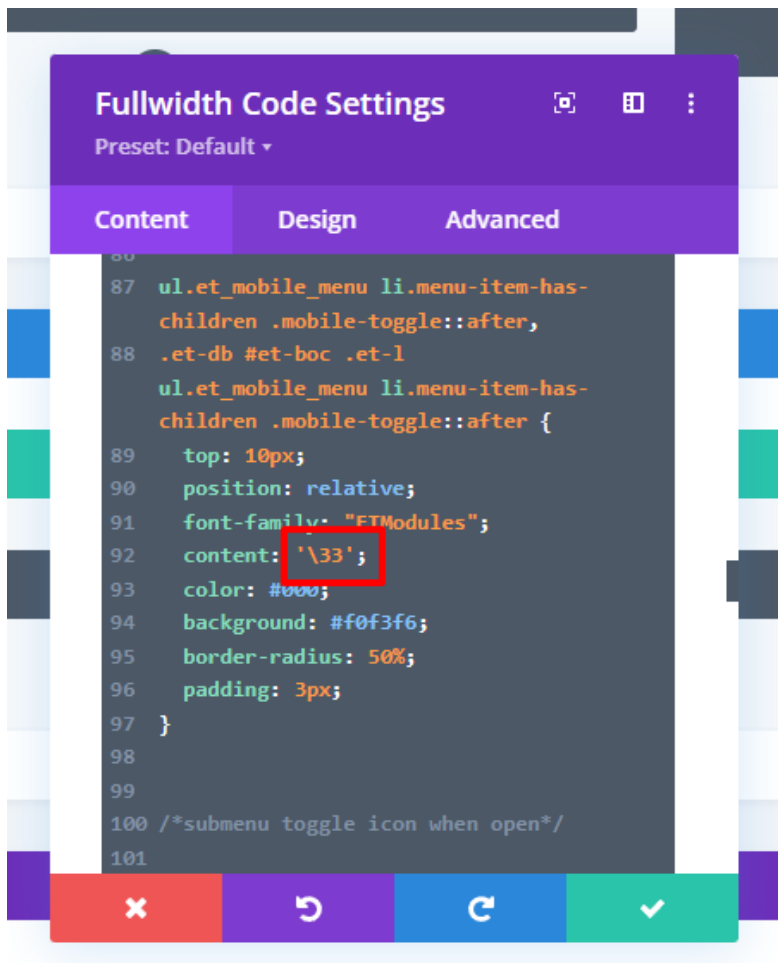 Fullwidth Code Settings
Preset: Default
Content Design Advanced
86
87 ul.et_mobile_menu li.menu-item-has-
children .mobile-toggle::after,
88 .et-db #et-boc .et-l
ul.et_mobile_menu li.menu-item-has-
children .mobile-toggle::after {
89 top: 10px;
90 position: relative;
91 font-family: "ETModules";
92 content: '\33';
93 color: #000;
94 background: #f0f3f6;
95 border-radius: 50%;
96 padding: 3px;
97 }
98
99
100 /*submenu toggle icon when open*/
101